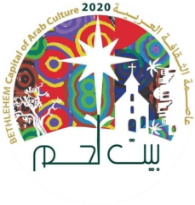 BETHLEHEM Capital of Arab Culture 2020 عاصمة الثقافة العربية
بيت لحم